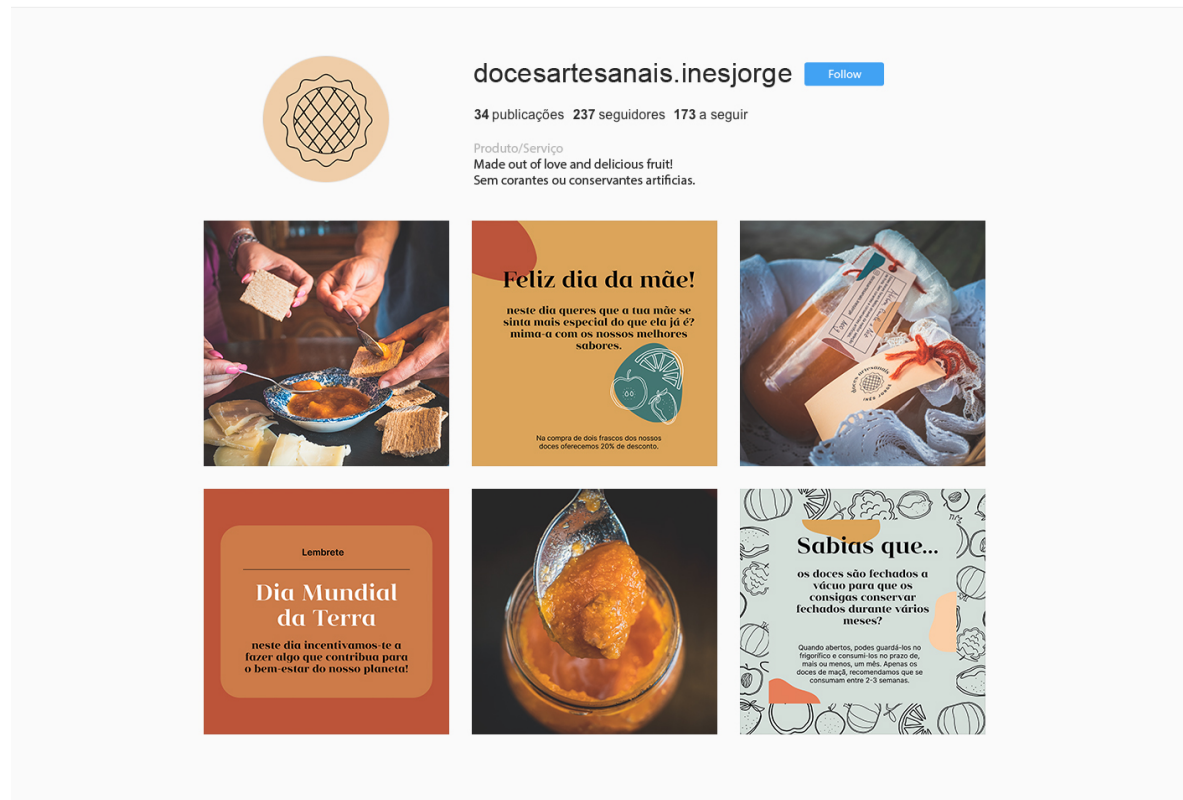 docesartesanais.inesjorge Follow
34 publicações 237 seguidores 173 a seguir
Produto/Serviço
Made out of love and delicious fruit!
Sem corantes ou conservantes artificias.
Feliz dia da mãe!
neste dia queres que a tua mãe se
sinta mais especial do que ela já é?
mima-a com os nossos melhores
sabores.
Na compra de dois frascos dos nossos
doces oferecemos 20% de desconto.
doces artesanais
inês jorge
Lembrete
Dia Mundial
da Terra
neste dia incentivamos-te a
fazer algo que contribua para
o bem-estar do nosso planeta!
Sabias que...
os doces são fechados a
vácuo para que os
consigas conservar
fechados durante vários
meses?
Quando abertos, podes guardá-los no
frigorífico e consumi-los no prazo de,
mais ou menos, um mês. Apenas os
doces de maçã, recomendamos que se
consumam entre 2-3 semanas.